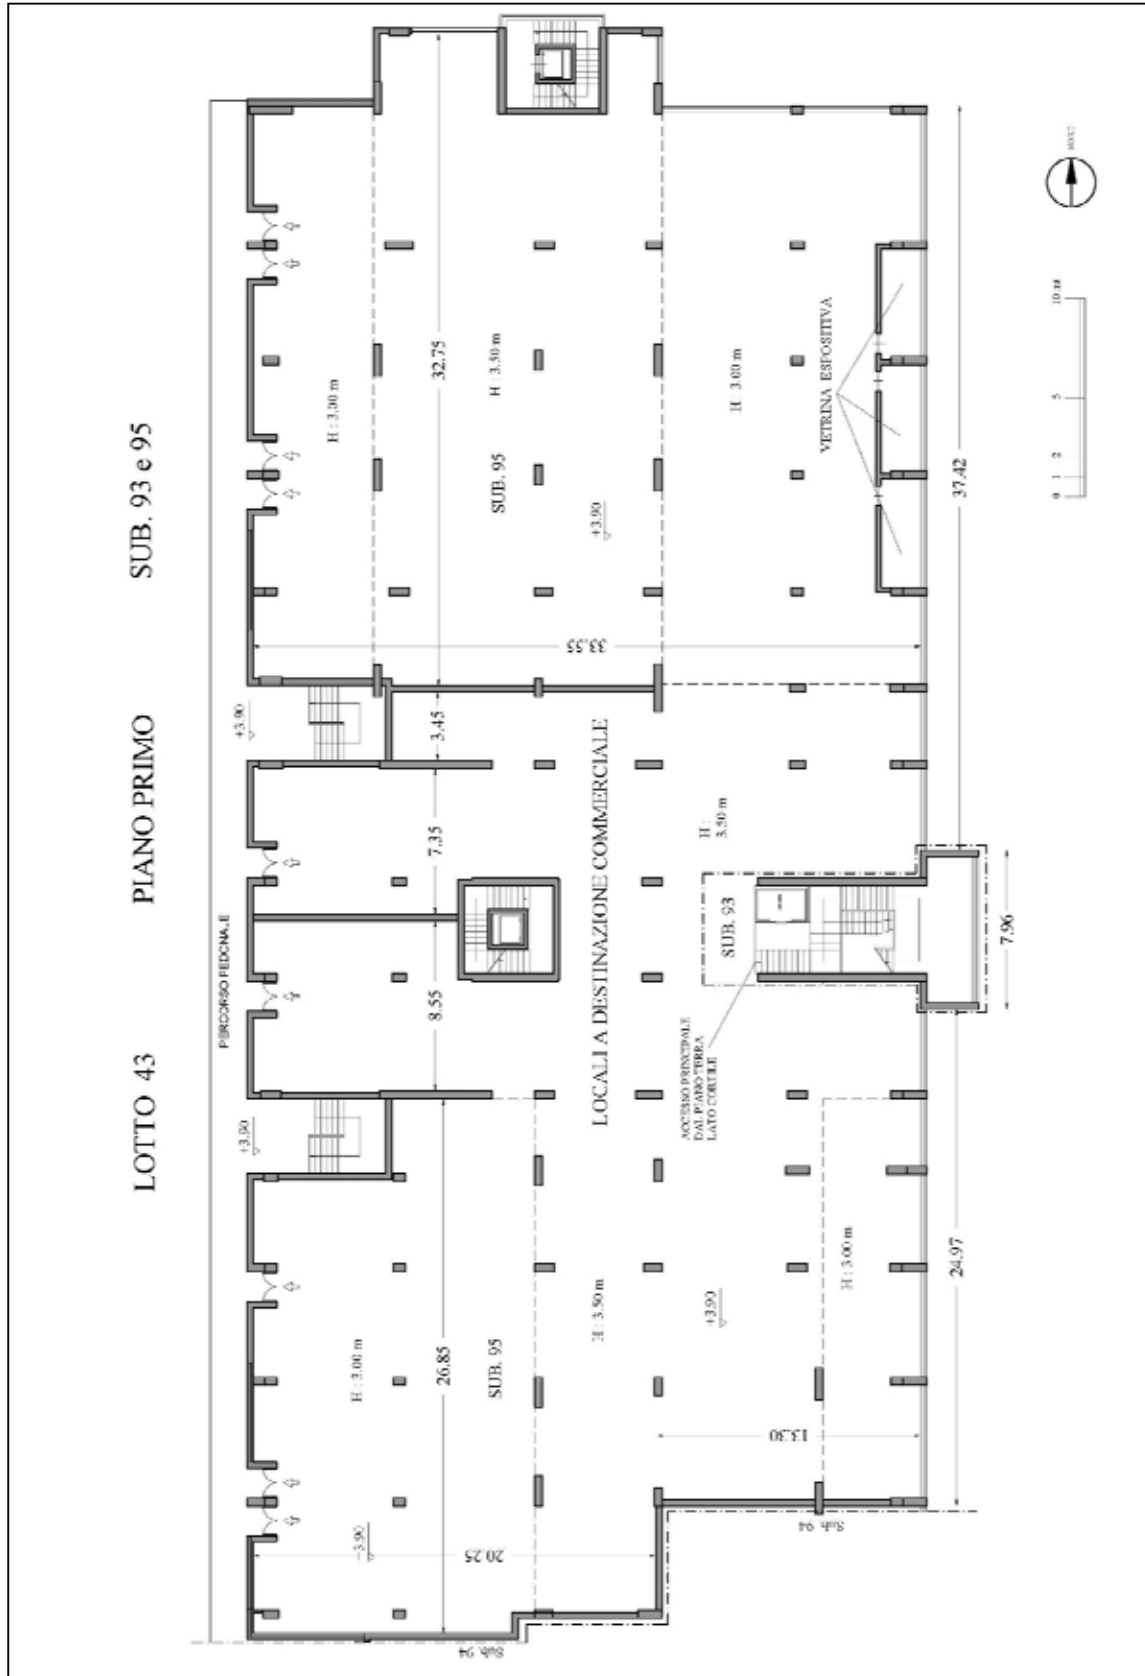 LOTTO 43 PIANO PRIMO SUB. 93 e 95
PERCORSO PEDONALE
+3.90
+3.90
H : 3.00 m
32.75
H : 3.50 m
SUB. 95
+3.90
H 3.00 m
VETRINA ESPOSITIVA
33.55
37.42
0 1 2 5 10 m
3.45
7.35
8.55
LOCALI A DESTINAZIONE COMMERCIALE
H :
3.50 m
SUB. 93
7.96
ACCESSO PRINCIPALE
DAL PIANO TERRA
LATO CORTILE
H : 3.00 m
26.85
SUB. 95
H : 3.50 m
+3.90
H : 3.00 m
24.97
13.30
20.25
+3.90
Sub. 94
Sub. 94